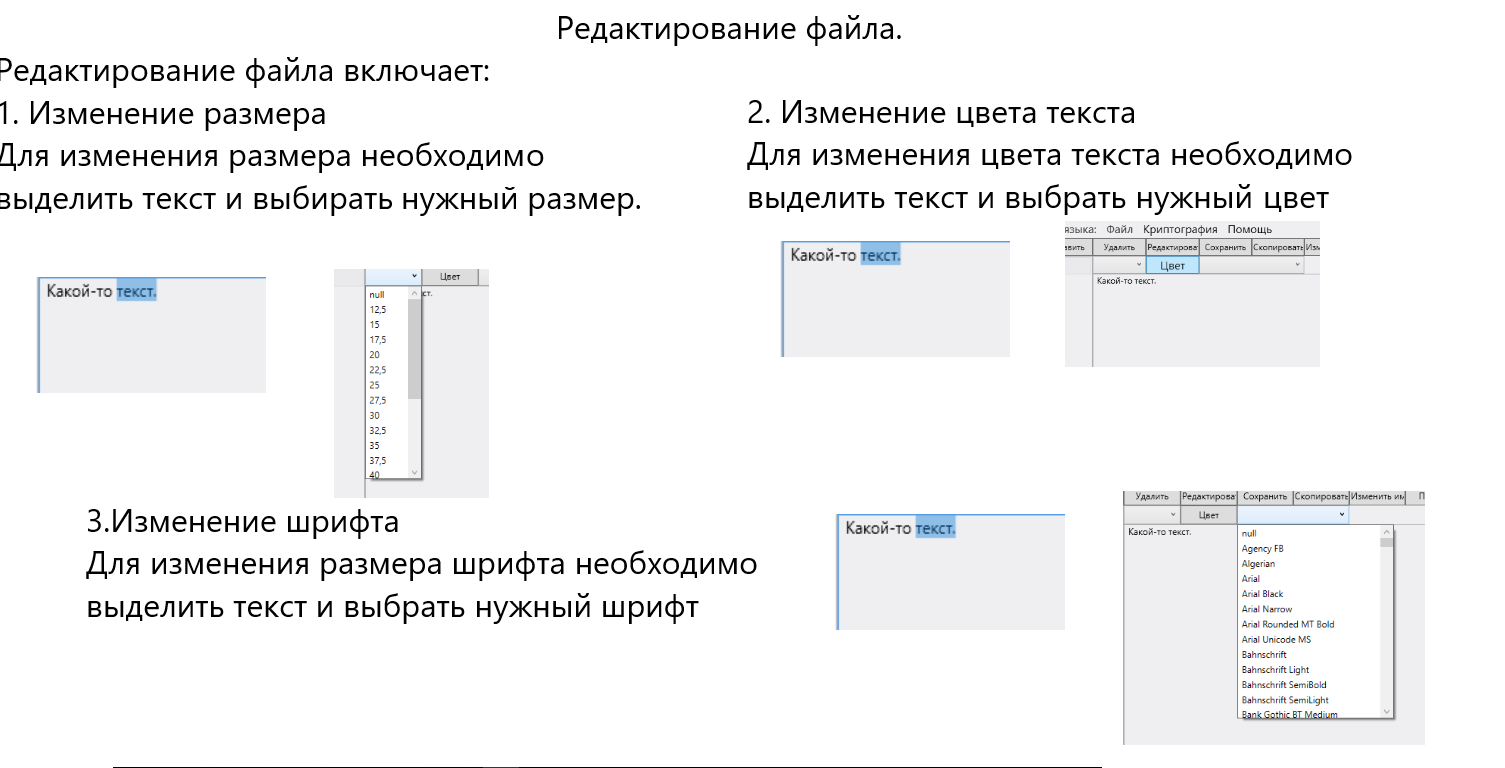 Редактирование файла.
Редактирование файла включает:
1. Изменение размера
Для изменения размера необходимо
выделить текст и выбирать нужный размер.
2. Изменение цвета текста
Для изменения цвета текста необходимо
выделить текст и выбрать нужный цвет
Какой-то текст.
Цвет
null
ст.
12,5
15
17,5
20
22,5
25
27,5
30
32,5
35
37,5
40
Какой-то текст.
языка: Файл Криптография Помощь
авить Удалить Редактироват Сохранить Скопировать Изм
Цвет
Какой-то текст.
3.Изменение шрифта
Для изменения размера шрифта необходимо
выделить текст и выбрать нужный шрифт
Какой-то текст.
Удалить Редактироват Сохранить Скопировать Изменить им П
Цвет
Какой-то текст.
null
Agency FB
Algerian
Arial
Arial Black
Arial Narrow
Arial Rounded MT Bold
Arial Unicode MS
Bahnschrift
Bahnschrift Light
Bahnschrift SemiBold
Bahnschrift SemiLight
Bank Gothic BT Medium